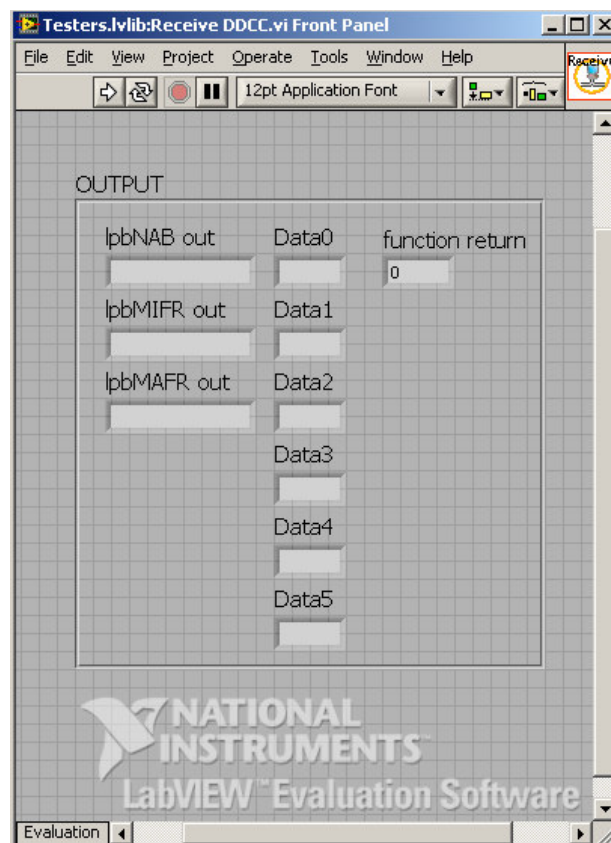 Testers.lvlib:Receive DDCC.vi Front Panel
File Edit View Project Operate Tools Window Help
Receive
12pt Application Font
OUTPUT
lpbNAB out Data0 function return
0
lpbMIFR out Data1
lpbMAFR out Data2
Data3
Data4
Data5
NATIONAL
INSTRUMENTS™
LabVIEW™ Evaluation Software
Evaluation